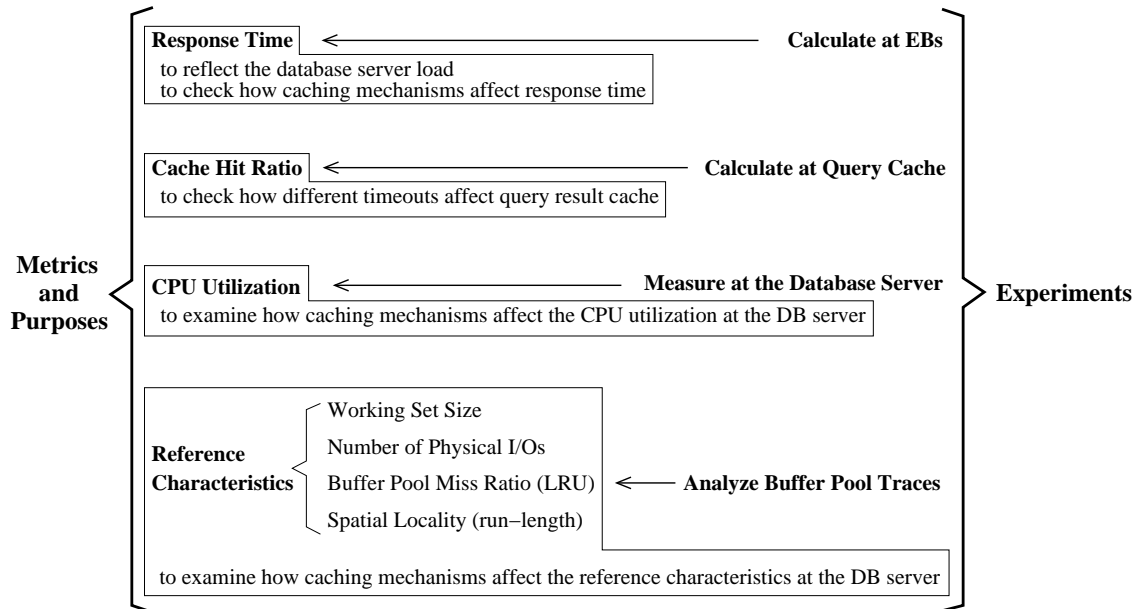 Response Time
Calculate at EBs
to reflect the database server load
to check how caching mechanisms affect response time
Cache Hit Ratio
Calculate at Query Cache
to check how different timeouts affect query result cache
Metrics
and
Purposes
CPU Utilization
Measure at the Database Server
to examine how caching mechanisms affect the CPU utilization at the DB server
Experiments
Reference
Characteristics
Working Set Size
Number of Physical I/Os
Buffer Pool Miss Ratio (LRU)
Spatial Locality (run−length)
Analyze Buffer Pool Traces
to examine how caching mechanisms affect the reference characteristics at the DB server